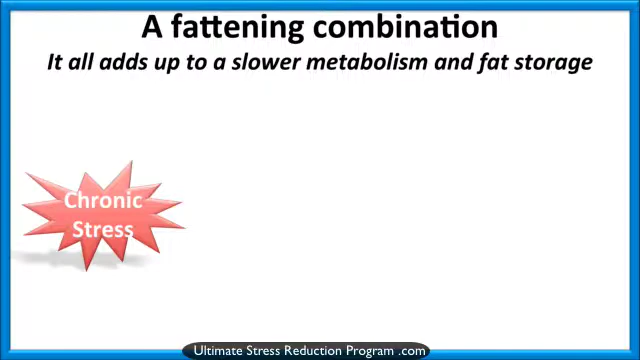 A fattening combination
It all adds up to a slower metabolism and fat storage
Chronic
Stress
Ultimate Stress Reduction Program .com